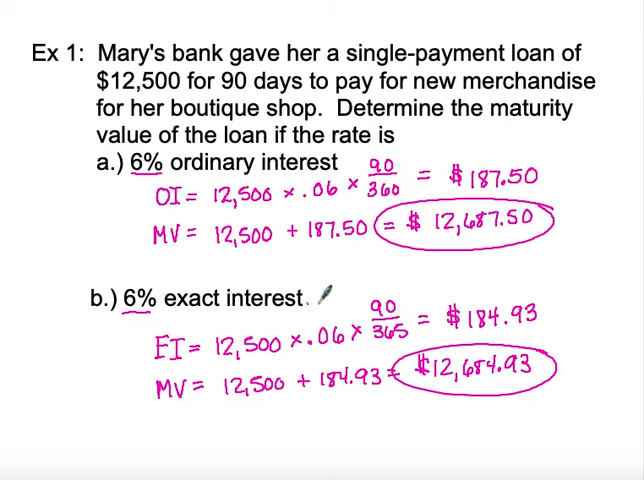 Ex 1: Mary's bank gave her a single-payment loan of
$12,500 for 90 days to pay for new merchandise
for her boutique shop. Determine the maturity
value of the loan if the rate is
a.) 6% ordinary interest
OI = 12,500 × .06 × 90/360 = $187.50
MV = 12,500 + 187.50 = $ 12,687.50
b.) 6% exact interest.
EI = 12,500 × .06 × 90/365 = $184.93
MV = 12,500 + 184.93 = $12,684.93